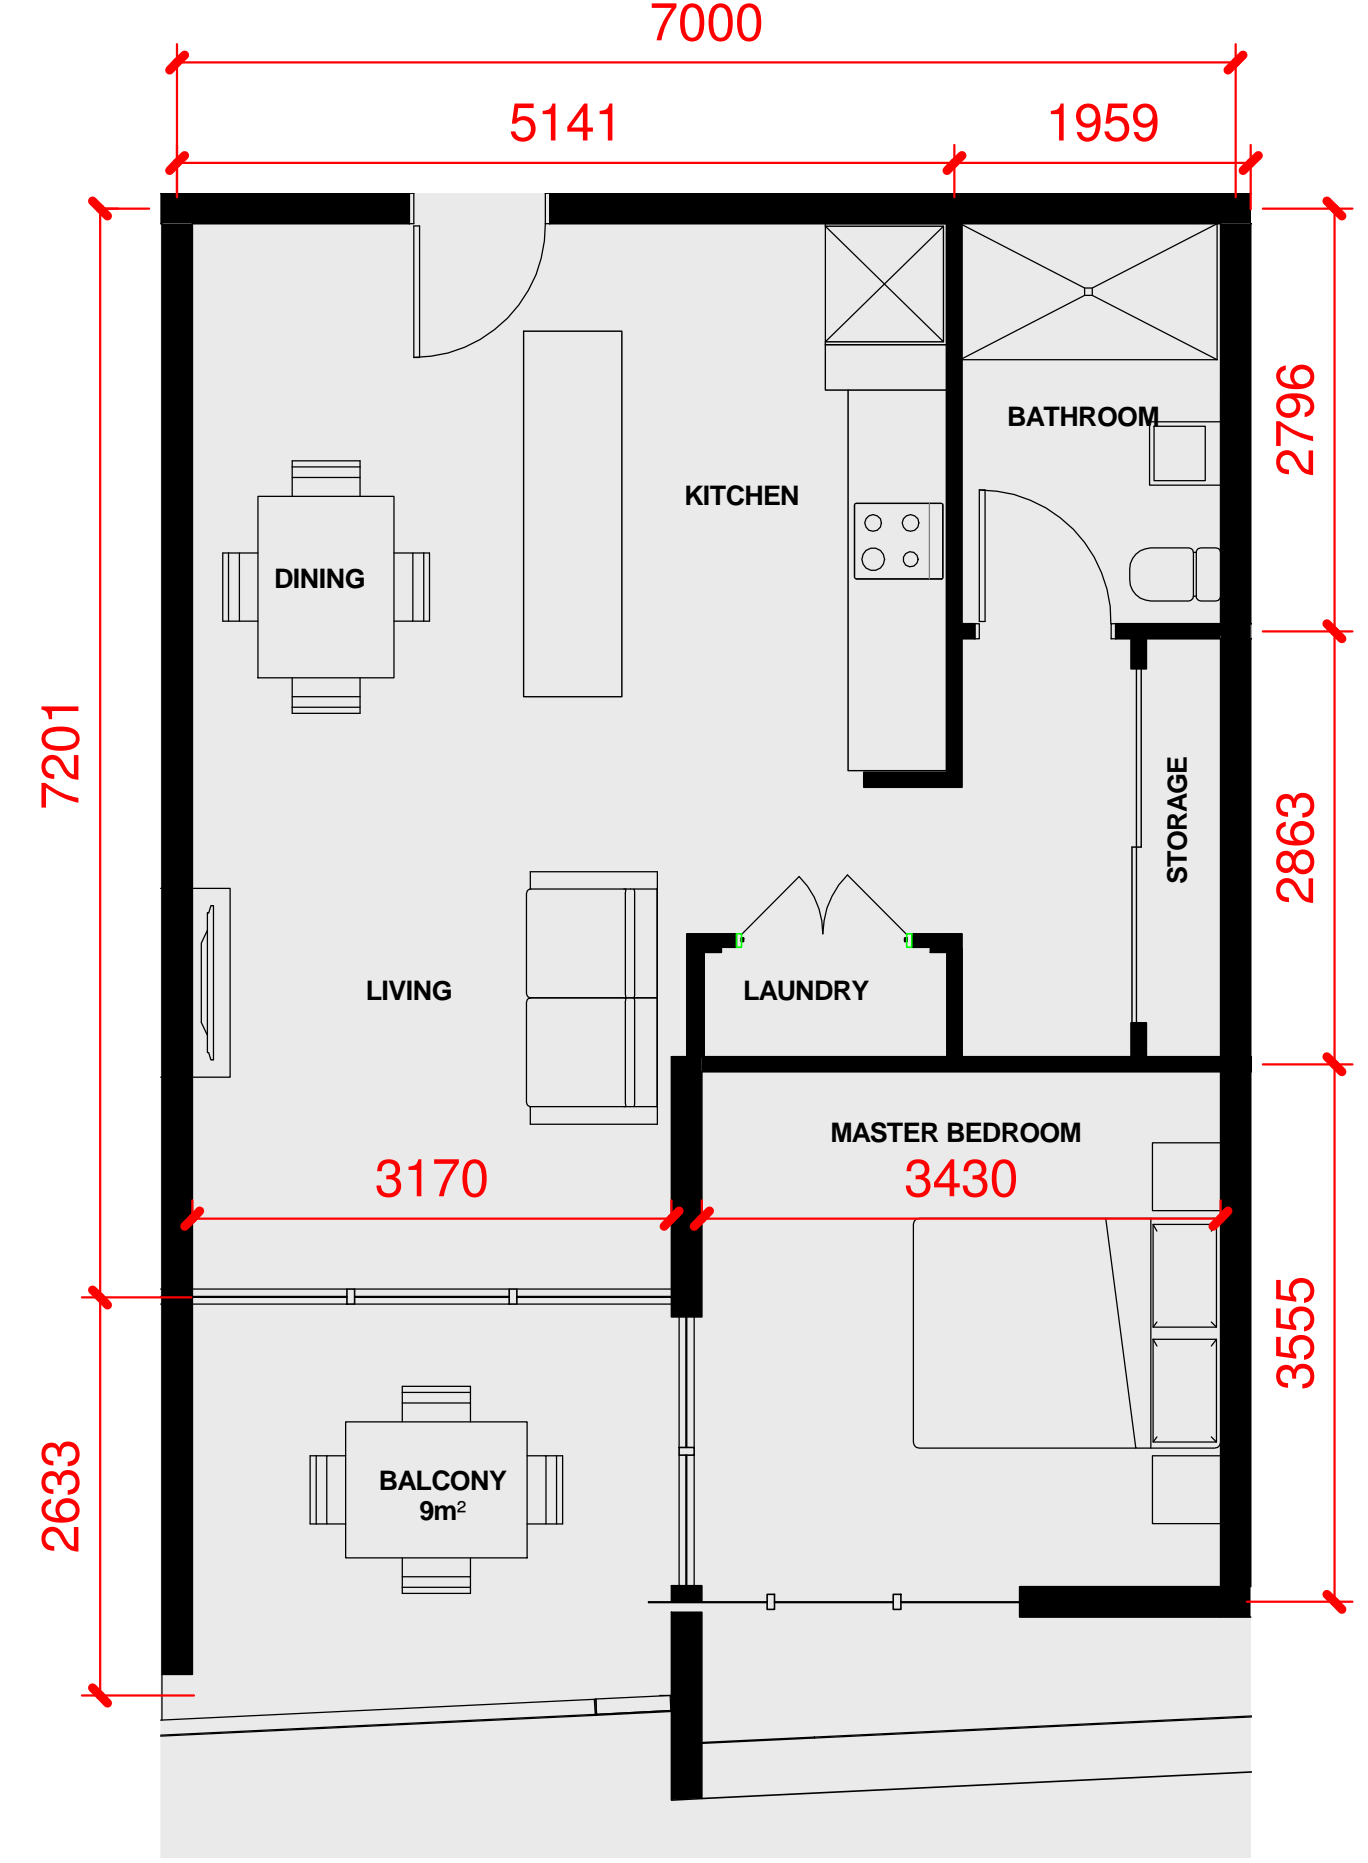 7000
5141
1959
2796
BATHROOM
KITCHEN
DINING
7201
STORAGE
2863
LIVING
LAUNDRY
MASTER BEDROOM
3170
3430
3555
2633
BALCONY
9m²